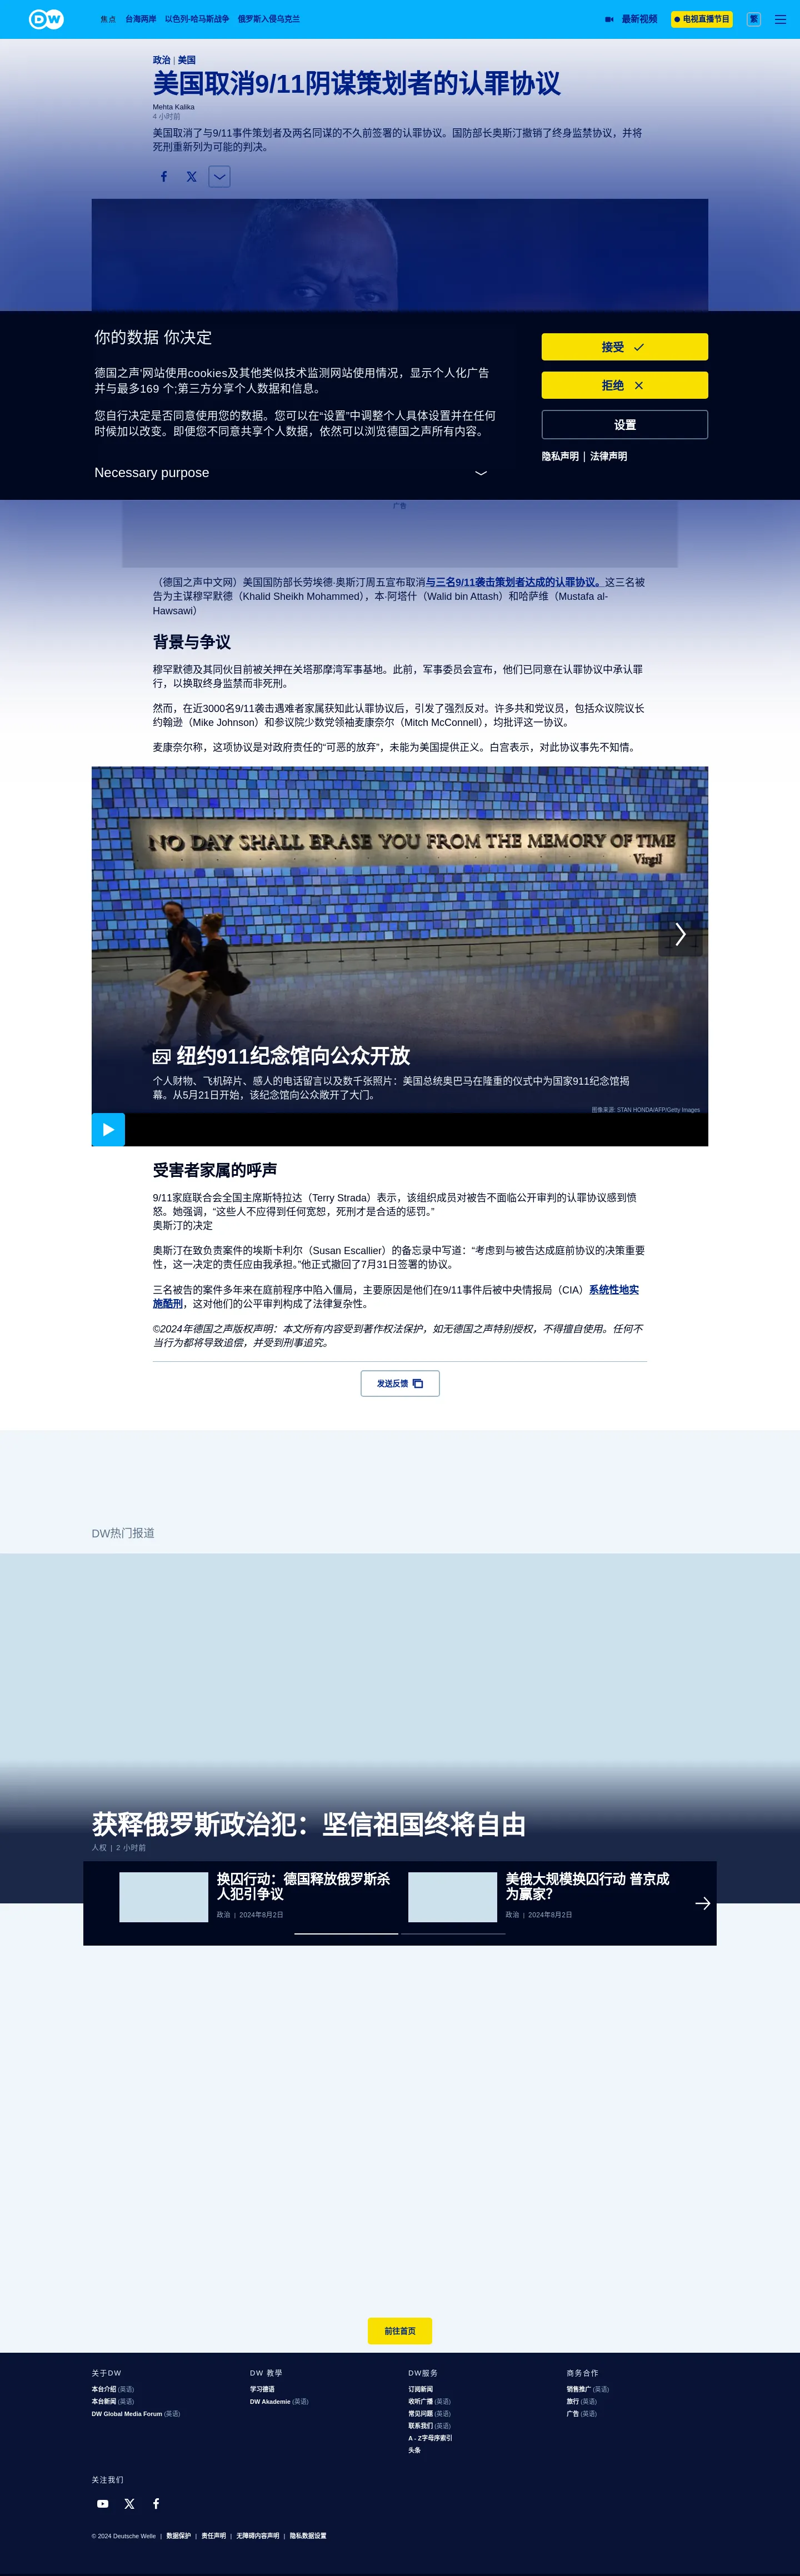 DW
焦点 台海两岸 以色列-哈马斯战争 俄罗斯入侵乌克兰 最新视频 电视直播节目 繁
政治 | 美国
美国取消9/11阴谋策划者的认罪协议
Mehta Kalika
4 小时前
美国取消了与9/11事件策划者及两名同谋的不久前签署的认罪协议。国防部长奥斯汀撤销了终身监禁协议，并将
死刑重新列为可能的判决。
你的数据 你决定
德国之声'网站使用cookies及其他类似技术监测网站使用情况，显示个人化广告
并与最多169 个;第三方分享个人数据和信息。
您自行决定是否同意使用您的数据。您可以在“设置”中调整个人具体设置并在任何
时候加以改变。即便您不同意共享个人数据，依然可以浏览德国之声所有内容。
Necessary purpose
接受
拒绝
设置
隐私声明 | 法律声明
广告
（德国之声中文网）美国国防部长劳埃德·奥斯汀周五宣布取消与三名9/11袭击策划者达成的认罪协议。这三名被
告为主谋穆罕默德（Khalid Sheikh Mohammed），本·阿塔什（Walid bin Attash）和哈萨维（Mustafa al-
Hawsawi）
背景与争议
穆罕默德及其同伙目前被关押在关塔那摩湾军事基地。此前，军事委员会宣布，他们已同意在认罪协议中承认罪
行，以换取终身监禁而非死刑。
然而，在近3000名9/11袭击遇难者家属获知此认罪协议后，引发了强烈反对。许多共和党议员，包括众议院议长
约翰逊（Mike Johnson）和参议院少数党领袖麦康奈尔（Mitch McConnell），均批评这一协议。
麦康奈尔称，这项协议是对政府责任的“可恶的放弃”，未能为美国提供正义。白宫表示，对此协议事先不知情。
NO DAY SHALL ERASE YOU FROM THE MEMORY OF TIME
Virgil
纽约911纪念馆向公众开放
个人财物、飞机碎片、感人的电话留言以及数千张照片：美国总统奥巴马在隆重的仪式中为国家911纪念馆揭
幕。从5月21日开始，该纪念馆向公众敞开了大门。
图像来源: STAN HONDA/AFP/Getty Images
受害者家属的呼声
9/11家庭联合会全国主席斯特拉达（Terry Strada）表示，该组织成员对被告不面临公开审判的认罪协议感到愤
怒。她强调，“这些人不应得到任何宽恕，死刑才是合适的惩罚。”
奥斯汀的决定
奥斯汀在致负责案件的埃斯卡利尔（Susan Escallier）的备忘录中写道：“考虑到与被告达成庭前协议的决策重要
性，这一决定的责任应由我承担。”他正式撤回了7月31日签署的协议。
三名被告的案件多年来在庭前程序中陷入僵局，主要原因是他们在9/11事件后被中央情报局（CIA）系统性地实
施酷刑，这对他们的公平审判构成了法律复杂性。
©2024年德国之声版权声明：本文所有内容受到著作权法保护，如无德国之声特别授权，不得擅自使用。任何不
当行为都将导致追偿，并受到刑事追究。
发送反馈
DW热门报道
获释俄罗斯政治犯：坚信祖国终将自由
人权 | 2 小时前
换囚行动：德国释放俄罗斯杀
人犯引争议
政治 | 2024年8月2日
美俄大规模换囚行动 普京成
为赢家？
政治 | 2024年8月2日
前往首页
关于DW
本台介绍 (英语)
本台新闻 (英语)
DW Global Media Forum (英语)
DW 教學
学习德语
DW Akademie (英语)
DW服务
订阅新闻
收听广播 (英语)
常见问题 (英语)
联系我们 (英语)
A - Z字母序索引
头条
商务合作
销售推广 (英语)
旅行 (英语)
广告 (英语)
关注我们
© 2024 Deutsche Welle | 数据保护 | 责任声明 | 无障碍内容声明 | 隐私数据设置